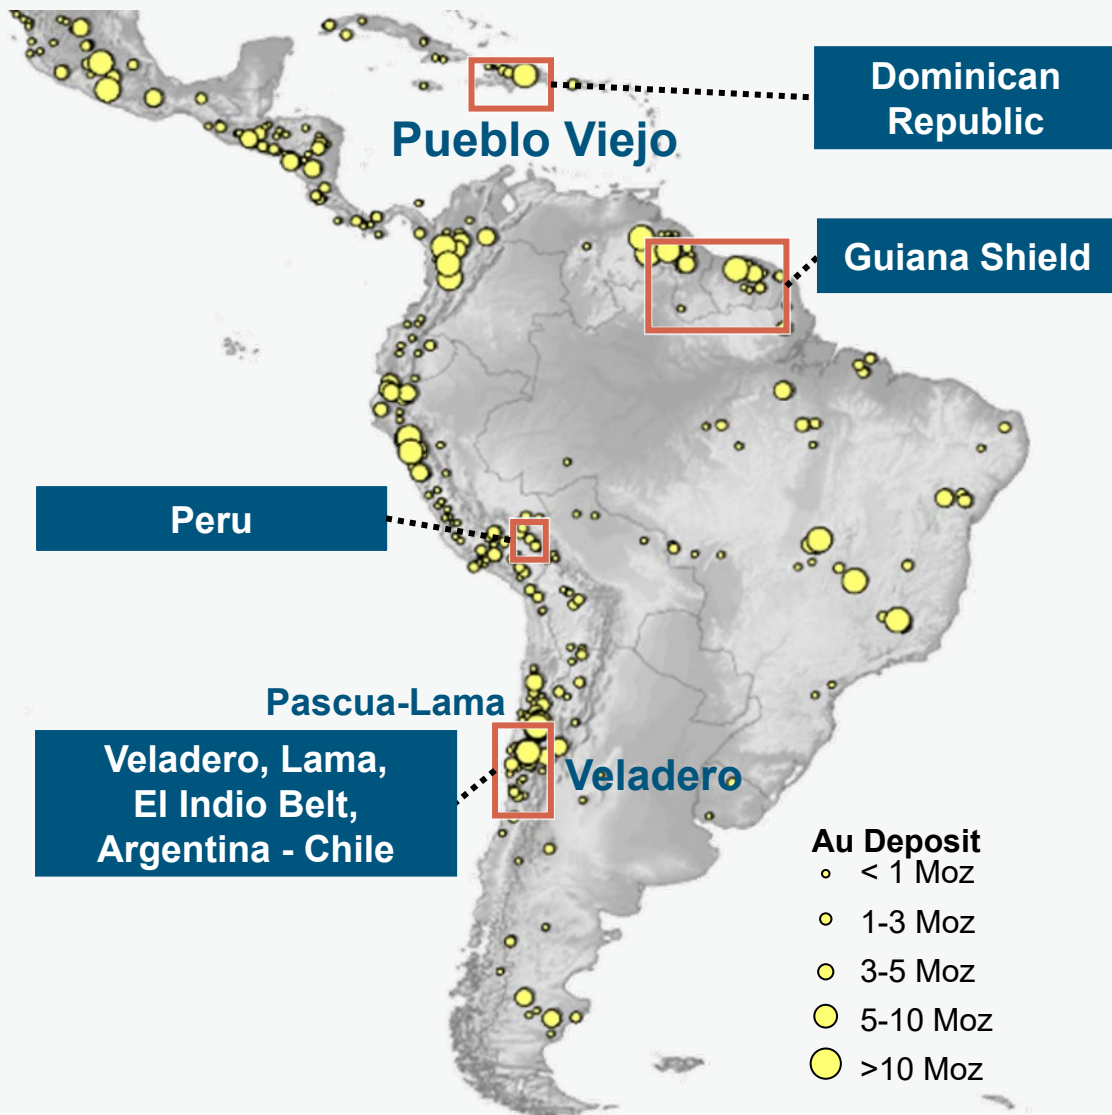 Dominican
Republic
Pueblo Viejo
Guiana Shield
Peru
Pascua-Lama
Veladero, Lama,
El Indio Belt,
Argentina - Chile
Veladero
Au Deposit
< 1 Moz
1-3 Moz
3-5 Moz
5-10 Moz
>10 Moz